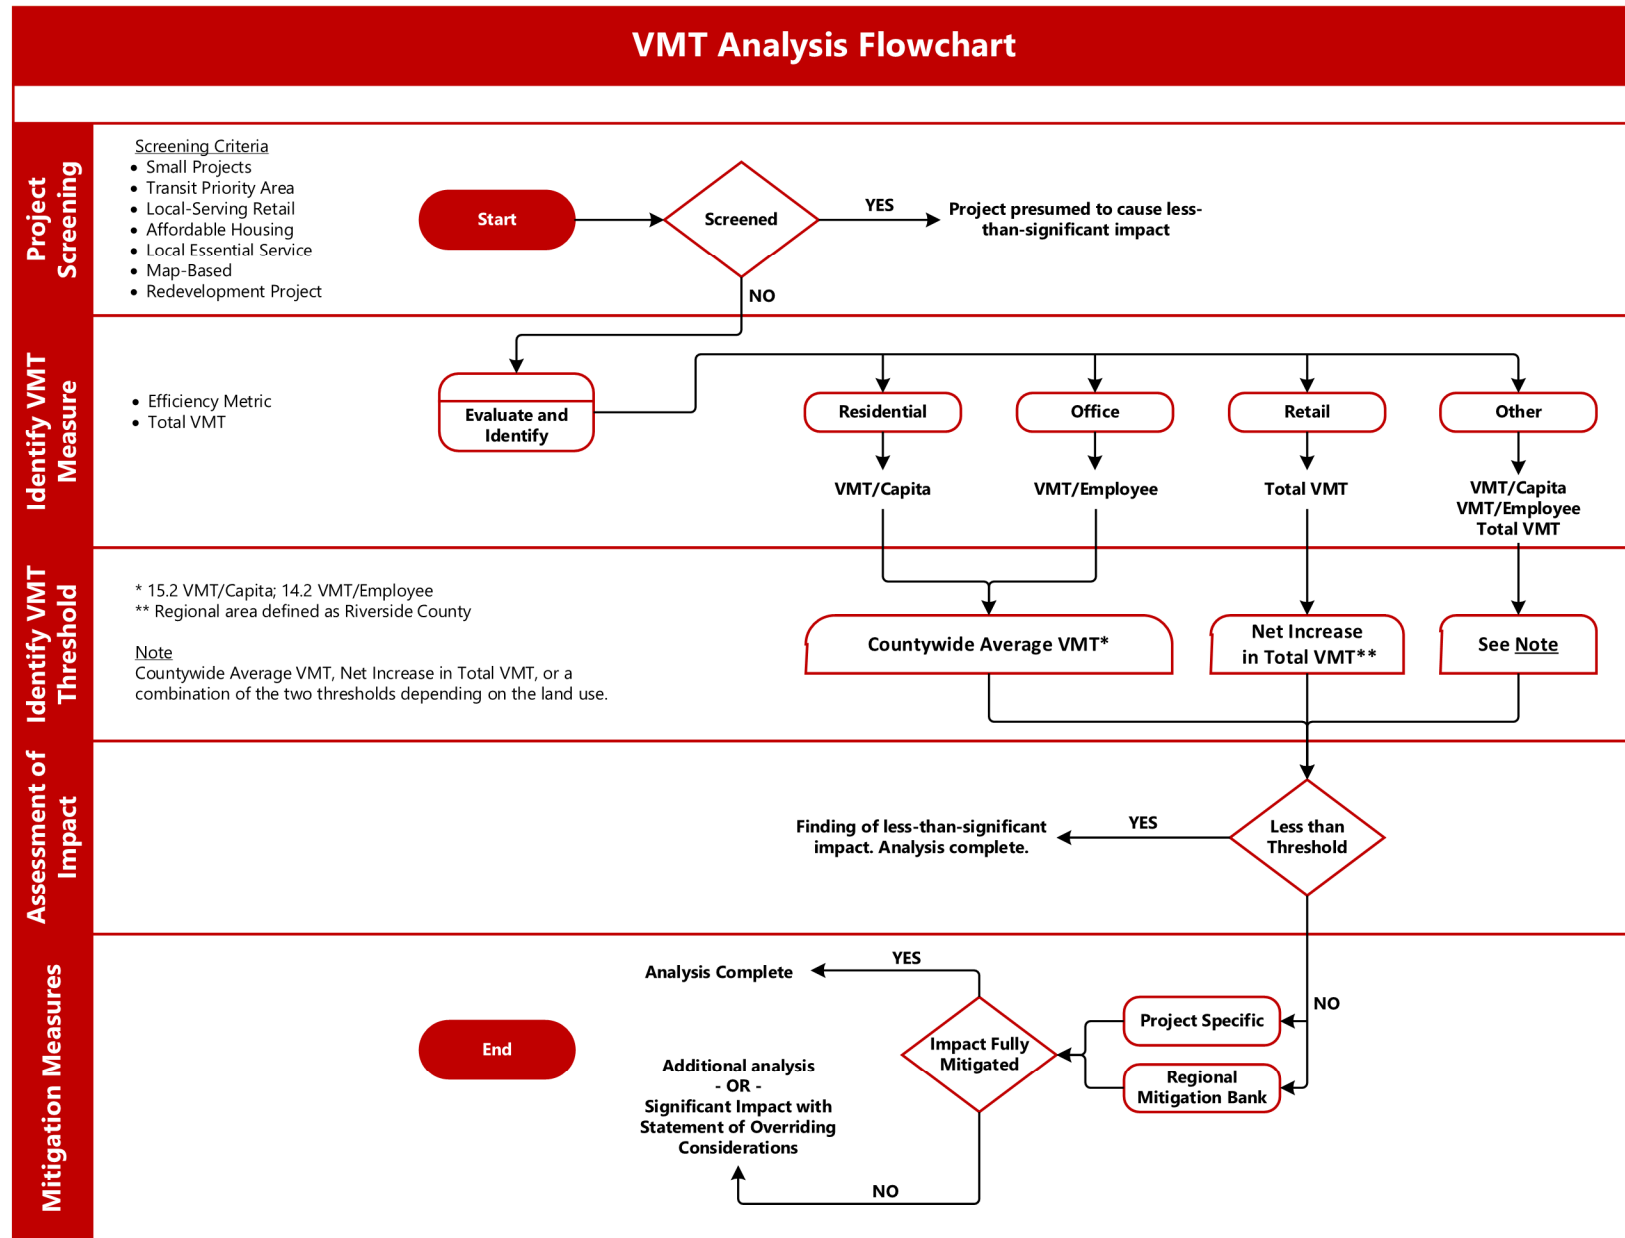 VMT Analysis Flowchart
Project
Screening
Screening Criteria
• Small Projects
• Transit Priority Area
• Local-Serving Retail
• Affordable Housing
• Local Essential Service
• Map-Based
• Redevelopment Project
Start
Screened
YES
Project presumed to cause less-
than-significant impact
NO
Identify VMT
Measure
• Efficiency Metric
• Total VMT
Evaluate and
Identify
Residential
Office
Retail
Other
VMT/Capita
VMT/Employee
Total VMT
VMT/Capita
VMT/Employee
Total VMT
Identify VMT
Threshold
* 15.2 VMT/Capita; 14.2 VMT/Employee
** Regional area defined as Riverside County
Note
Countywide Average VMT, Net Increase in Total VMT, or a
combination of the two thresholds depending on the land use.
Countywide Average VMT*
Net Increase
in Total VMT**
See Note
Assessment of
Impact
Finding of less-than-significant
impact. Analysis complete.
YES
Less than
Threshold
Mitigation Measures
NO
Project Specific
Regional
Mitigation Bank
Impact Fully
Mitigated
YES
Analysis Complete
End
Additional analysis
- OR -
Significant Impact with
Statement of Overriding
Considerations
NO